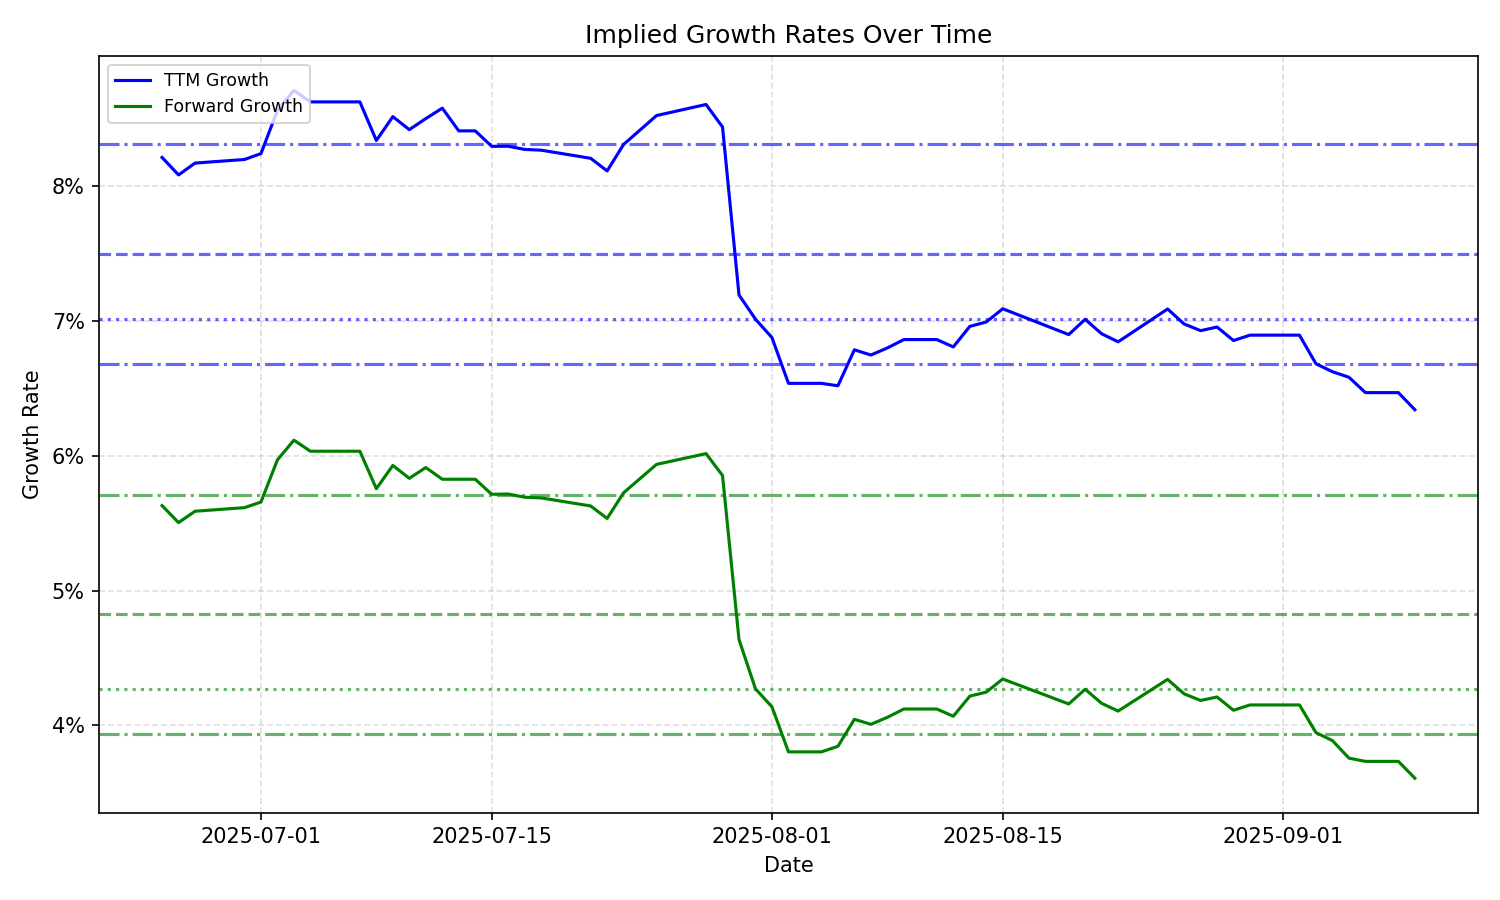 Implied Growth Rates Over Time
TTM Growth
Forward Growth
8%
7%
6%
5%
4%
Growth Rate
2025-07-01
2025-07-15
2025-08-01
2025-08-15
2025-09-01
Date